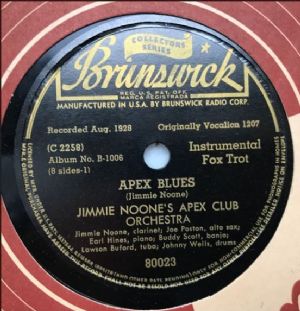 COLLECTORS'
SERIES
Brunswick
REG. U.S. PAT. OFF.
MARCA REGISTRADA
MANUFACTURED IN U.S.A. BY BRUNSWICK RADIO CORP.
Recorded Aug. 1928 Originally Vocalion 1207
(C 2258) Instrumental
Album No. B-1006 Fox Trot
(8 sides-1)
APEX BLUES
(Jimmie Noone)
JIMMIE NOONE'S APEX CLUB
ORCHESTRA
Jimmie Noone, clarinet; Joe Poston, alto sax;
Earl Hines, piano; Buddy Scott, banjo;
Lawson Buford, tuba; Johnny Wells, drums
80023